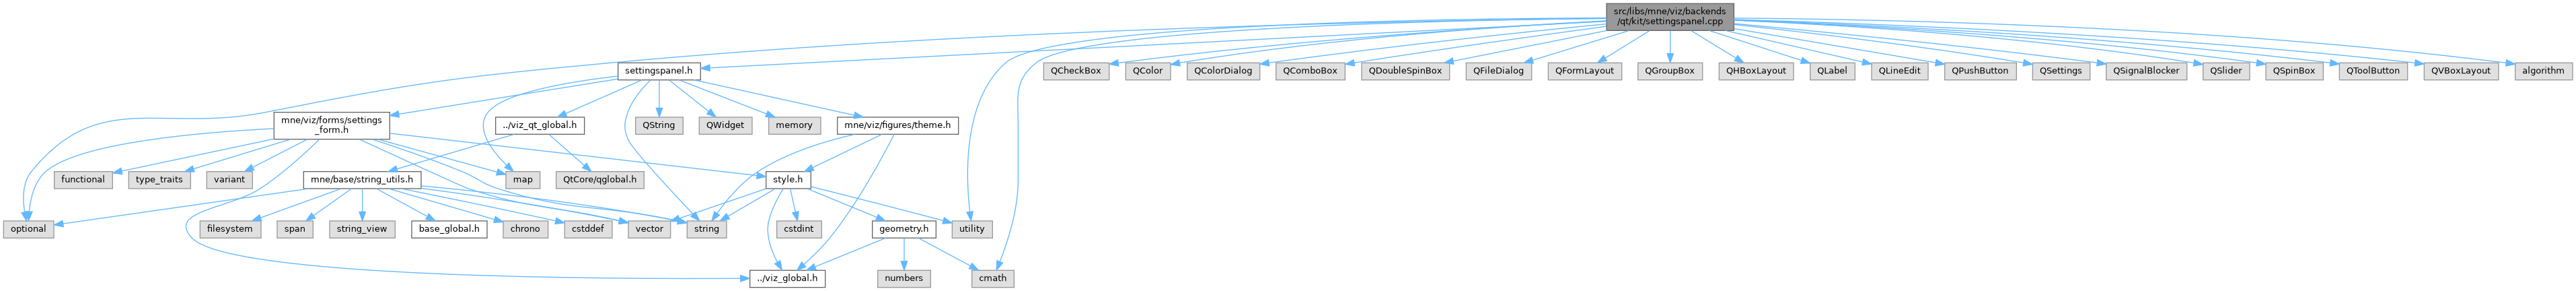 src/libs/mne/viz/backends
/qt/kit/settingspanel.cpp
settingspanel.h
QCheckBox
QColor
QColorDialog
QComboBox
QDoubleSpinBox
QFileDialog
QFormLayout
QGroupBox
QHBoxLayout
QLabel
QLineEdit
QPushButton
QSettings
QSignalBlocker
QSlider
QSpinBox
QToolButton
QVBoxLayout
algorithm
mne/viz/forms/settings
_form.h
../viz_qt_global.h
QString
QWidget
memory
mne/viz/figures/theme.h
functional
type_traits
variant
mne/base/string_utils.h
map
QtCore/qglobal.h
style.h
optional
filesystem
span
string_view
base_global.h
chrono
cstddef
vector
string
cstdint
geometry.h
utility
../viz_global.h
numbers
cmath